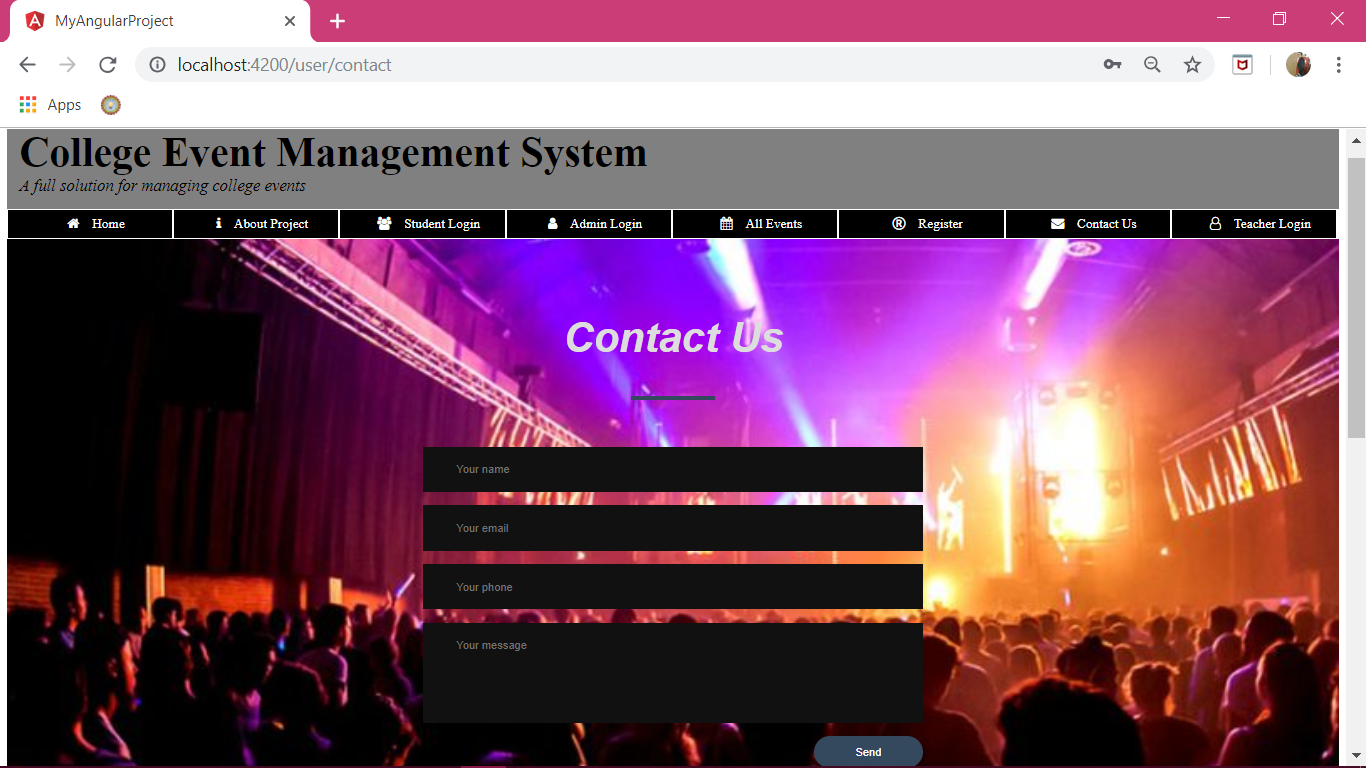 MyAngularProject
localhost:4200/user/contact
Apps
College Event Management System
A full solution for managing college events
Home About Project Student Login Admin Login All Events ® Register Contact Us Teacher Login
Contact Us
Your name
Your email
Your phone
Your message
Send